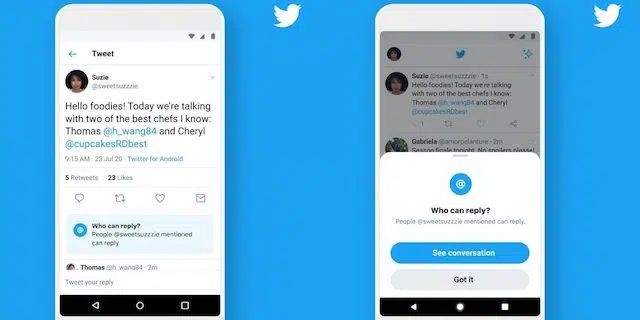 Tweet
Suzie
@sweetsuzzzie
Hello foodies! Today we're talking
with two of the best chefs I know:
Thomas @h_wang84 and Cheryl
@cupcakesRDbest
9:15 AM · 23 Jul 20 · Twitter for Android
5 Retweets 23 Likes
Who can reply?
People @sweetsuzzzie mentioned
can reply
Thomas @h_wang84 · 2m
Tweet your reply
Suzie @sweetsuzzzie · 1s
Hello foodies! Today we're talking
with two of the best chefs I know:
Thomas @h_wang84 and Cheryl
@cupcakesRDbest
1 1
Gabriela @amorpelanture · 2m
Season finale tonight. No spoilers please!
@
Who can reply?
People @sweetsuzzzie mentioned can reply.
See conversation
Got it